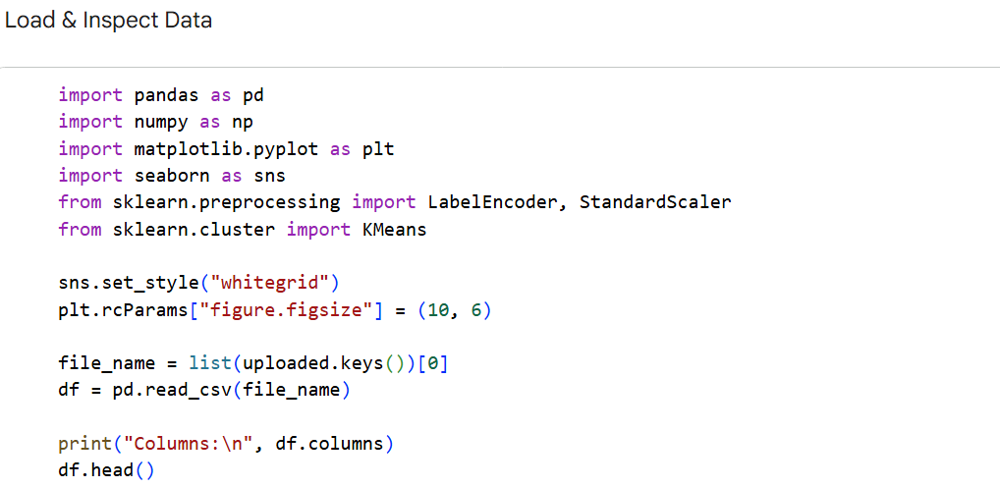 Load & Inspect Data
import pandas as pd
import numpy as np
import matplotlib.pyplot as plt
import seaborn as sns
from sklearn.preprocessing import LabelEncoder, StandardScaler
from sklearn.cluster import KMeans
sns.set_style("whitegrid")
plt.rcParams["figure.figsize"] = (10, 6)
file_name = list(uploaded.keys())[0]
df = pd.read_csv(file_name)
print("Columns:\n", df.columns)
df.head()